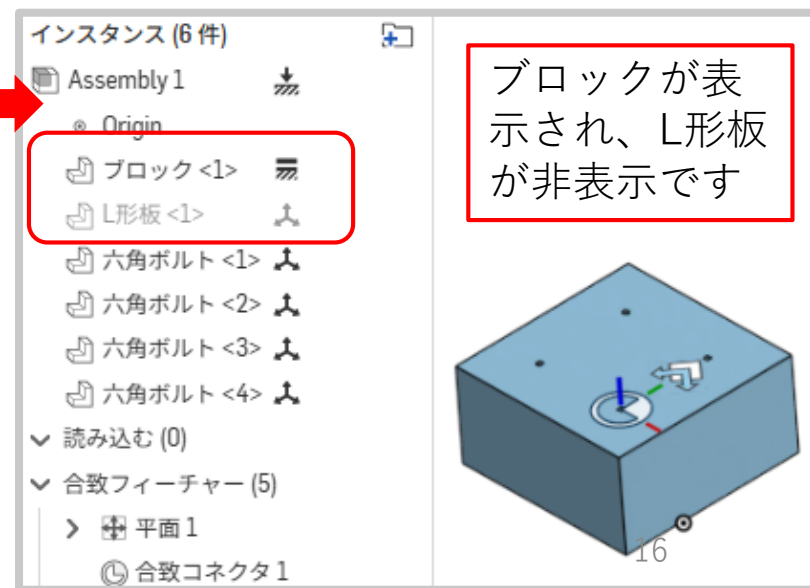 インスタンス (6 件)
Assembly 1
Origin
ブロック <1>
L形板 <1>
六角ボルト <1>
六角ボルト <2>
六角ボルト <3>
六角ボルト <4>
読み込む (0)
合致フィーチャー (5)
平面 1
合致コネクタ 1
ブロックが表
示され、L形板
が非表示です
16